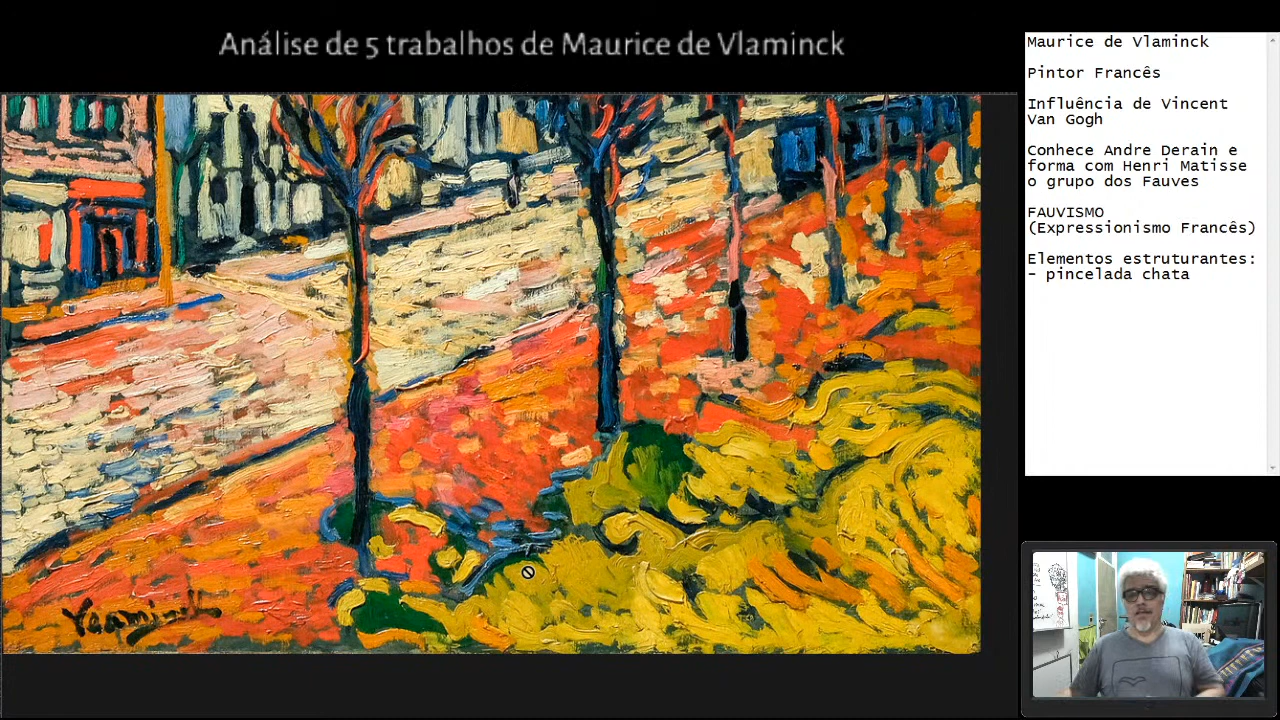 Análise de 5 trabalhos de Maurice de Vlaminck
Maurice de Vlaminck
Pintor Francês
Influência de Vincent
Van Gogh
Conhece Andre Derain e
forma com Henri Matisse
o grupo dos Fauves
FAUVISMO
(Expressionismo Francês)
Elementos estruturantes:
- pincelada chata
Vlaminck